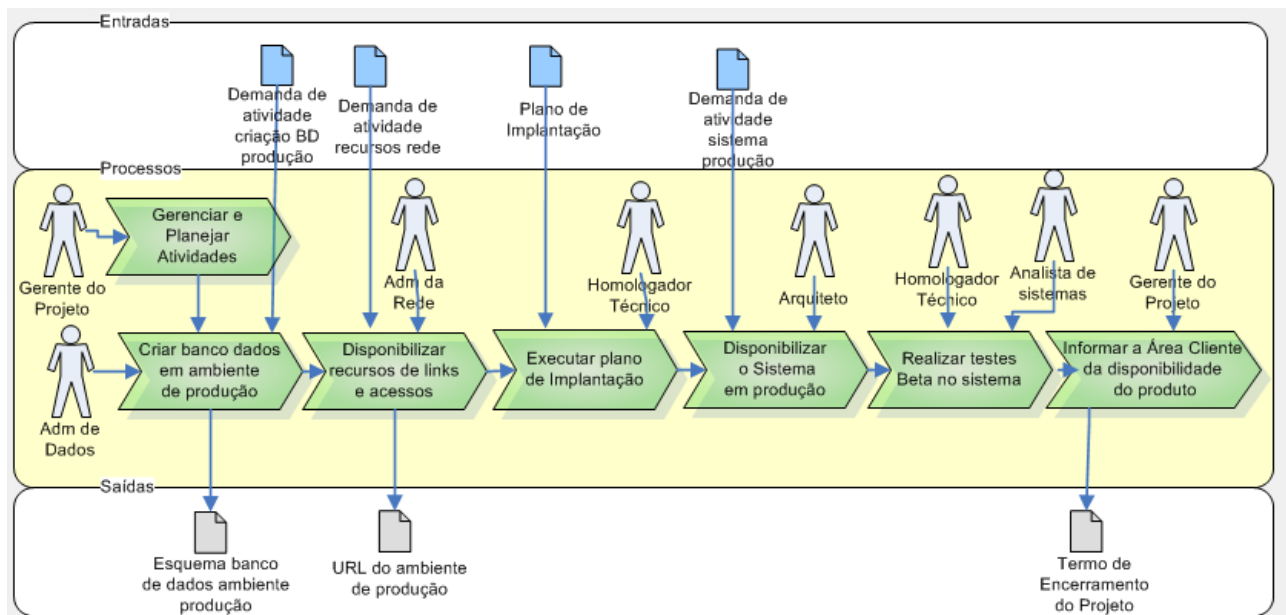 Entradas
Demanda de
atividade
criação BD
produção
Demanda de
atividade
recursos rede
Plano de
Implantação
Demanda de
atividade
sistema
produção
Processos
Gerenciar e
Planejar
Atividades
Gerente do
Projeto
Adm da
Rede
Homologador
Técnico
Arquiteto
Homologador
Técnico
Analista de
sistemas
Gerente do
Projeto
Adm de
Dados
Criar banco dados
em ambiente
de produção
Disponibilizar
recursos de links
e acessos
Executar plano
de Implantação
Disponibilizar
o Sistema
em produção
Realizar testes
Beta no sistema
Informar a Área Cliente
da disponibilidade
do produto
Saídas
Esquema banco
de dados ambiente
produção
URL do ambiente
de produção
Termo de
Encerramento
do Projeto